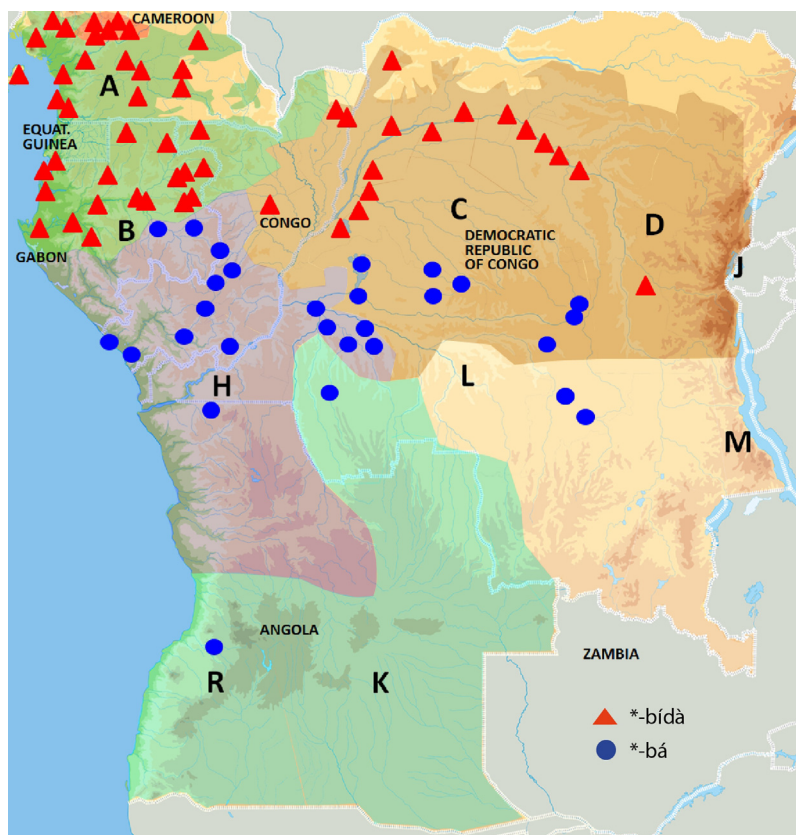 CAMEROON
A
EQUAT.
GUINEA
C
CONGO
D
B
DEMOCRATIC
REPUBLIC
OF CONGO
GABON
J
H
L
M
ANGOLA
ZAMBIA
R
K
*-bídà
*-bá